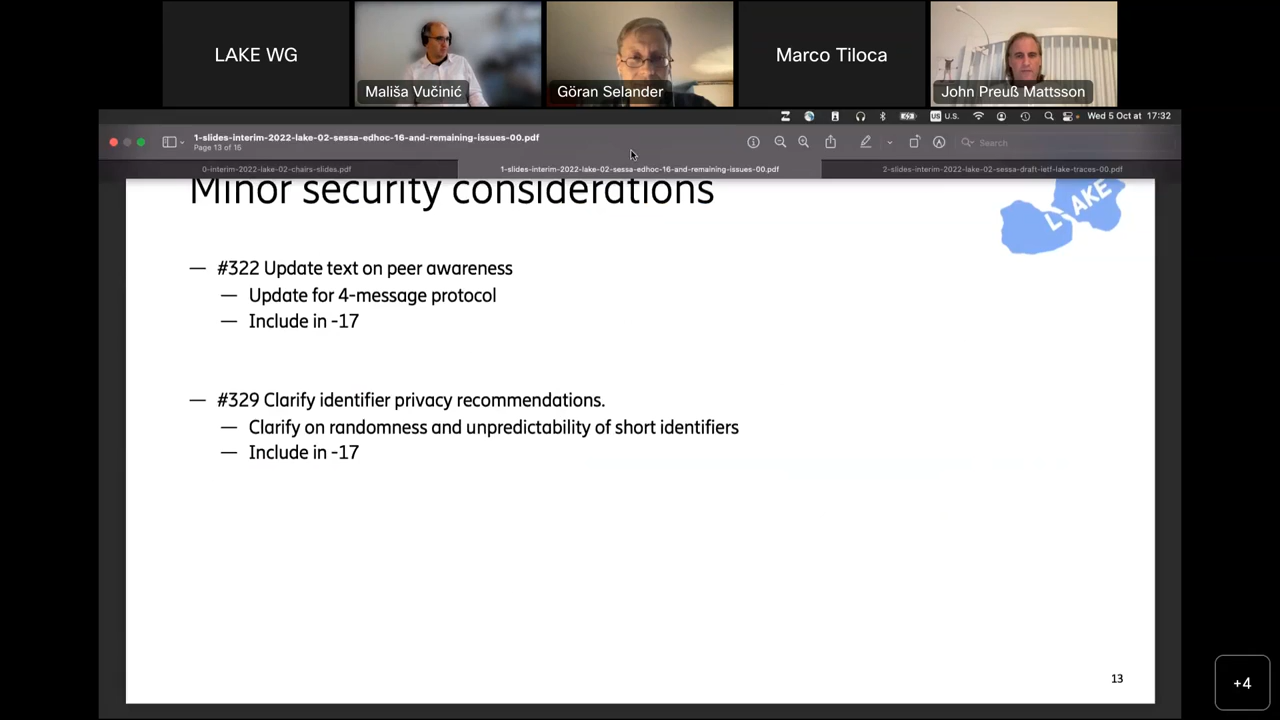 LAKE WG
Mališa Vučinić
Göran Selander
Marco Tiloca
John Preuß Mattsson
US U.S.
Wed 5 Oct at 17:32
1-slides-interim-2022-lake-02-sessa-edhoc-16-and-remaining-issues-00.pdf
Page 13 of 16
Search
0-interim-2022-lake-02-chairs-slides.pdf
1-slides-interim-2022-lake-02-sessa-edhoc-16-and-remaining-issues-00.pdf
2-slides-interim-2022-lake-02-sessa-draft-ietf-lake-traces-00.pdf
Minor security considerations
LAKE
— #322 Update text on peer awareness
— Update for 4-message protocol
— Include in -17
— #329 Clarify identifier privacy recommendations.
— Clarify on randomness and unpredictability of short identifiers
— Include in -17
13
+4